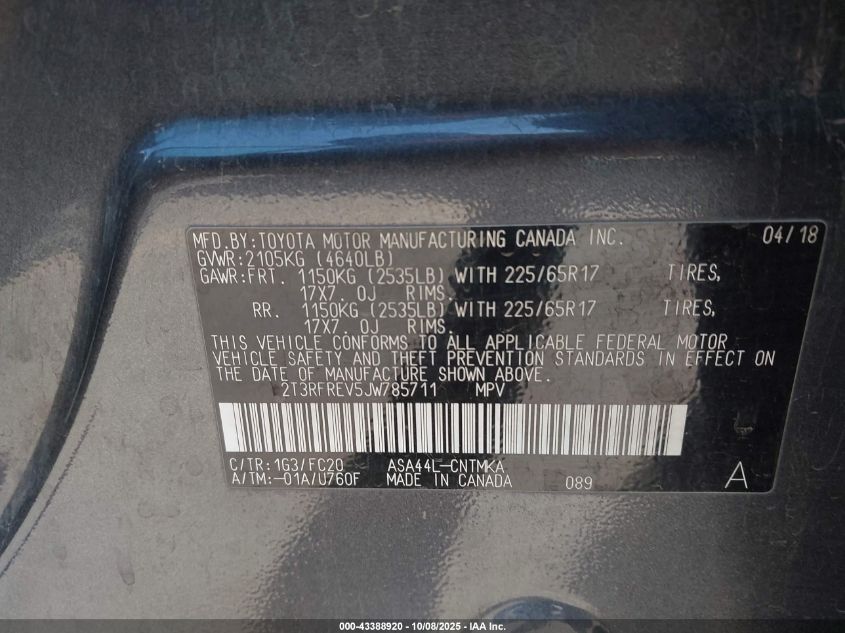 MFD.BY:TOYOTA MOTOR MANUFACTURING CANADA INC. 04/18
GVWR:2105KG (4640LB)
GAWR:FRT. 1150KG (2535LB) WITH 225/65R17 TIRES,
17X7.0J RIMS.
RR. 1150KG (2535LB) WITH 225/65R17 TIRES,
17X7.0J RIMS.
THIS VEHICLE CONFORMS TO ALL APPLICABLE FEDERAL MOTOR
VEHICLE SAFETY AND THEFT PREVENTION STANDARDS IN EFFECT ON
THE DATE OF MANUFACTURE SHOWN ABOVE.
2T3RFREV5JW785711 MPV
C/TR:1G3/FC20 ASA44L-CNTMKA
A/TM:-01A/U760F MADE IN CANADA 089 A
000-43388920 - 10/08/2025 - IAA Inc.